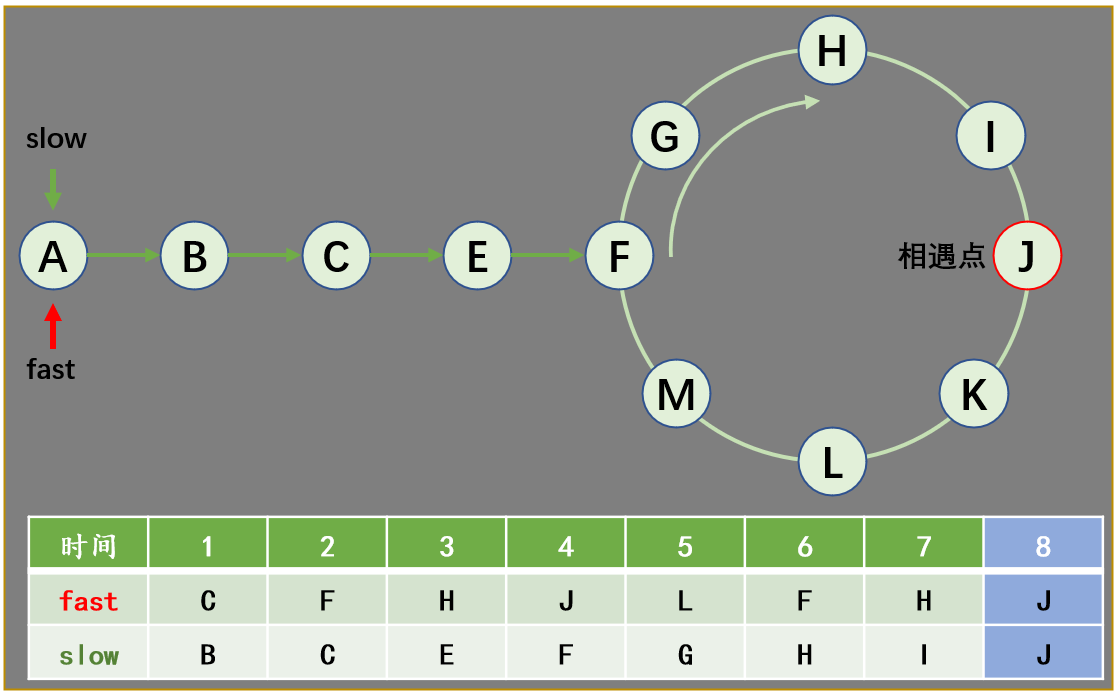 H
G
I
slow
A
B
C
E
F
相遇点
J
fast
M
K
L
时间 1 2 3 4 5 6 7 8
fast C F H J L F H J
slow B C E F G H I J